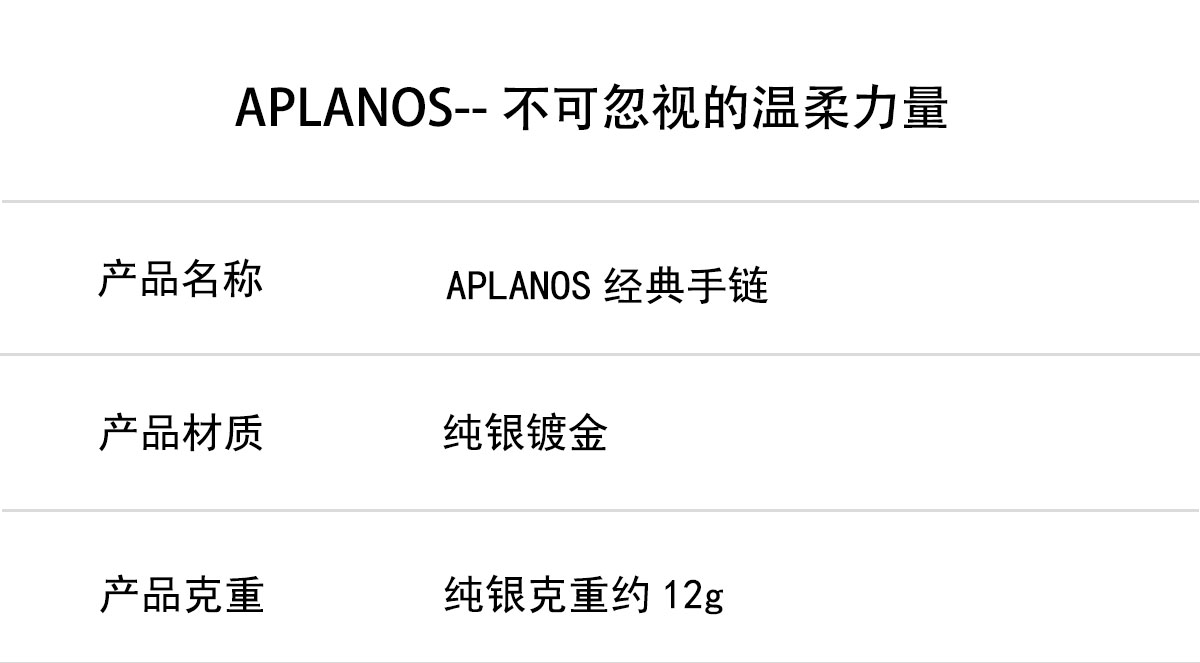 APLANOS-- 不可忽视的温柔力量
产品名称 APLANOS 经典手链
产品材质 纯银镀金
产品克重 纯银克重约 12g